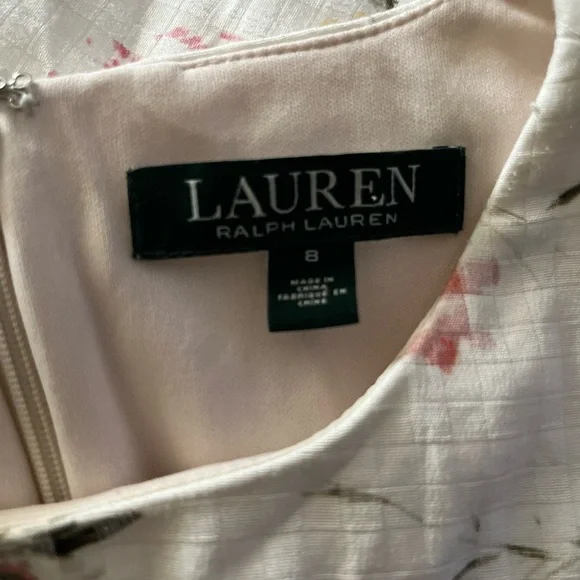 LAUREN
RALPH LAUREN
8
MADE IN
CHINA
FABRIQUÉ EN
CHINE